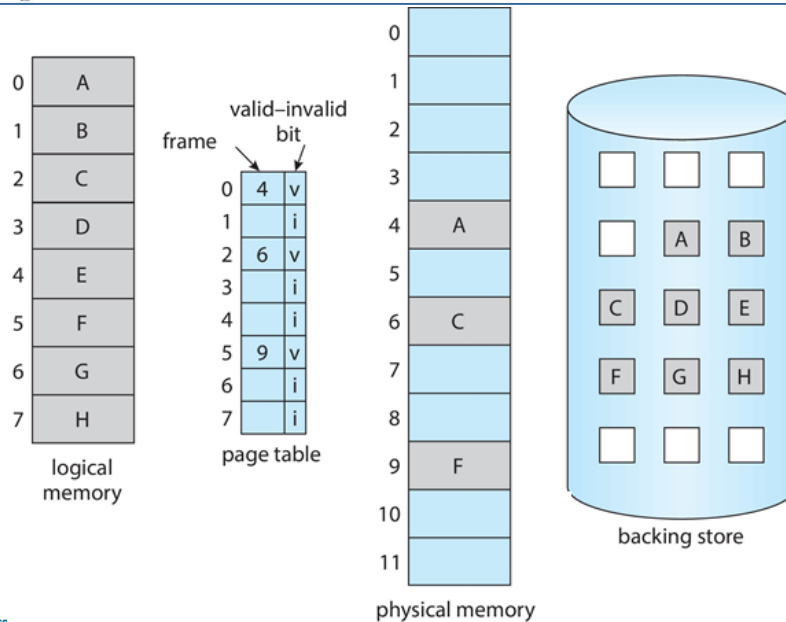 0 A
1 B
2 C
3 D
4 E
5 F
6 G
7 H
logical
memory
valid–invalid
bit
frame
0 4 v
1 i
2 6 v
3 i
4 i
5 9 v
6 i
7 i
page table
0
1
2
3
4 A
5
6 C
7
8
9 F
10
11
physical memory
A B
C D E
F G H
backing store